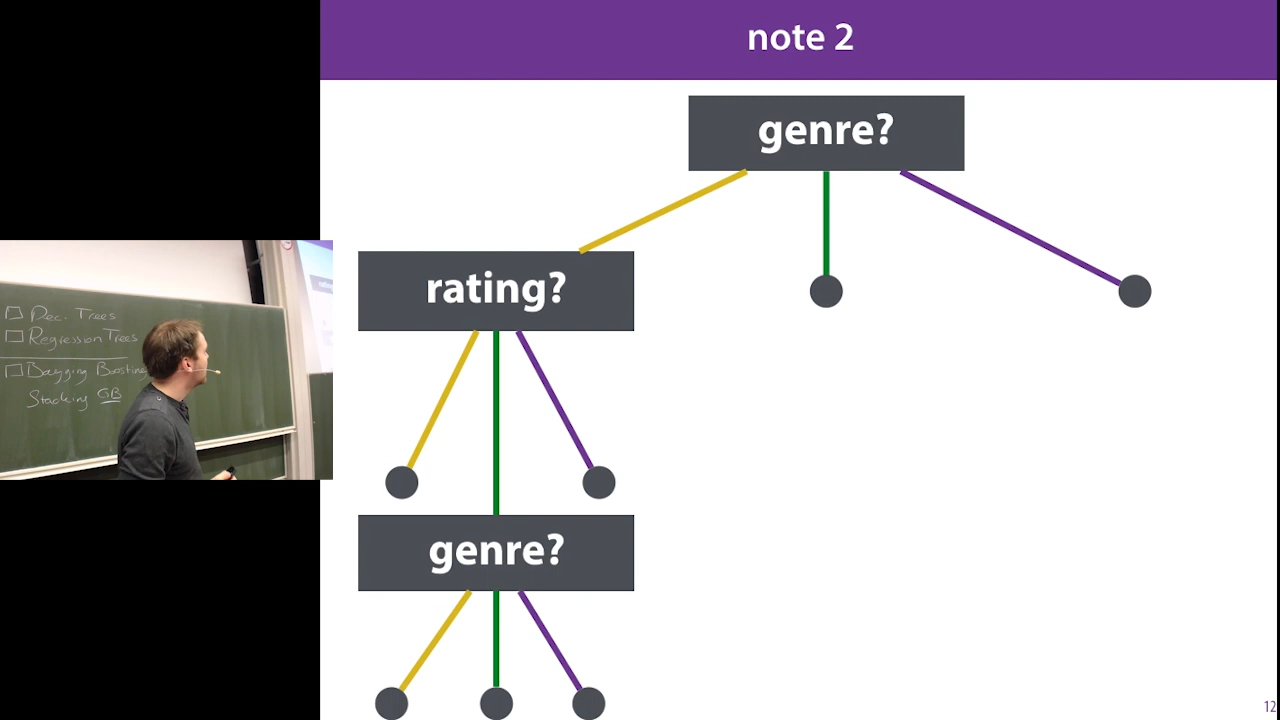 note 2
genre?
rating?
genre?
12
Dec. Trees
Regression Trees
Bagging Boosting
Stacking GB